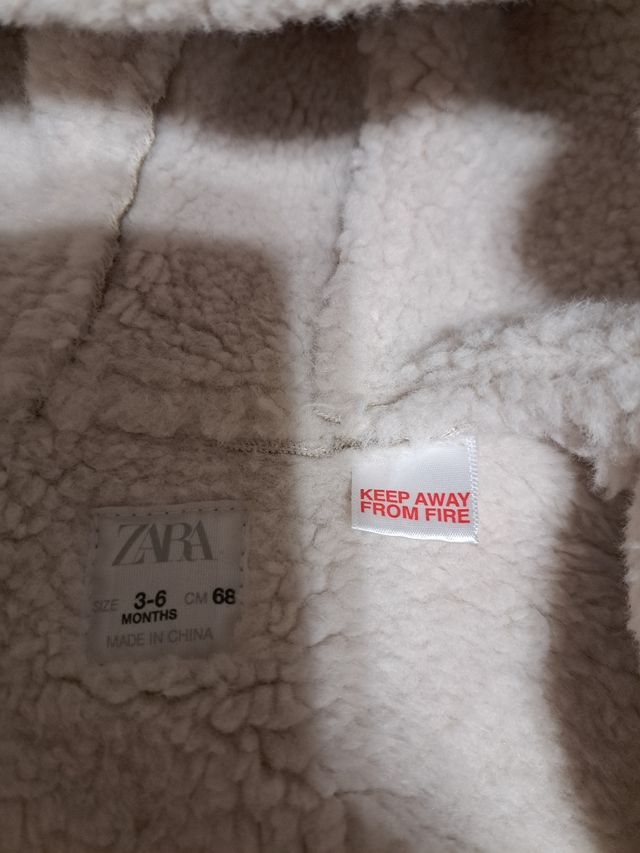 ZARA
SIZE 3-6 MONTHS CM 68
MADE IN CHINA
KEEP AWAY
FROM FIRE